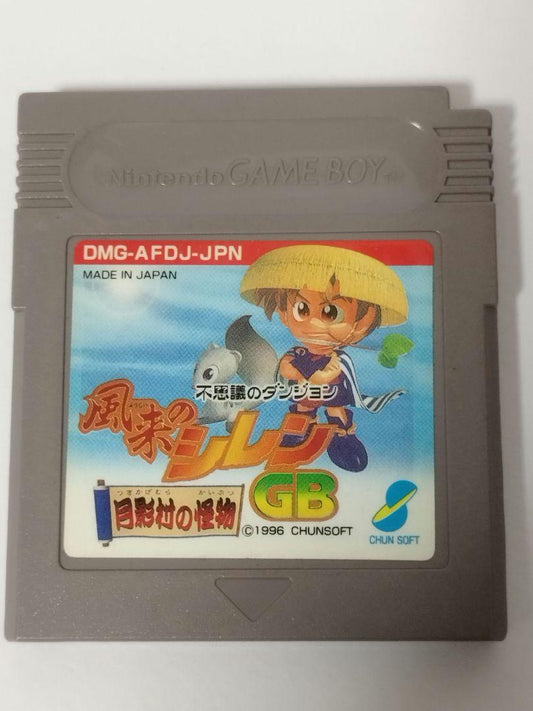 Nintendo GAME BOY TM
DMG-AFDJ-JPN
MADE IN JAPAN
不思議のダンジョン
風来の
シレン
GB
つきかげむら かいぶつ
月影村の怪物
©1996 CHUNSOFT
CHUN SOFT